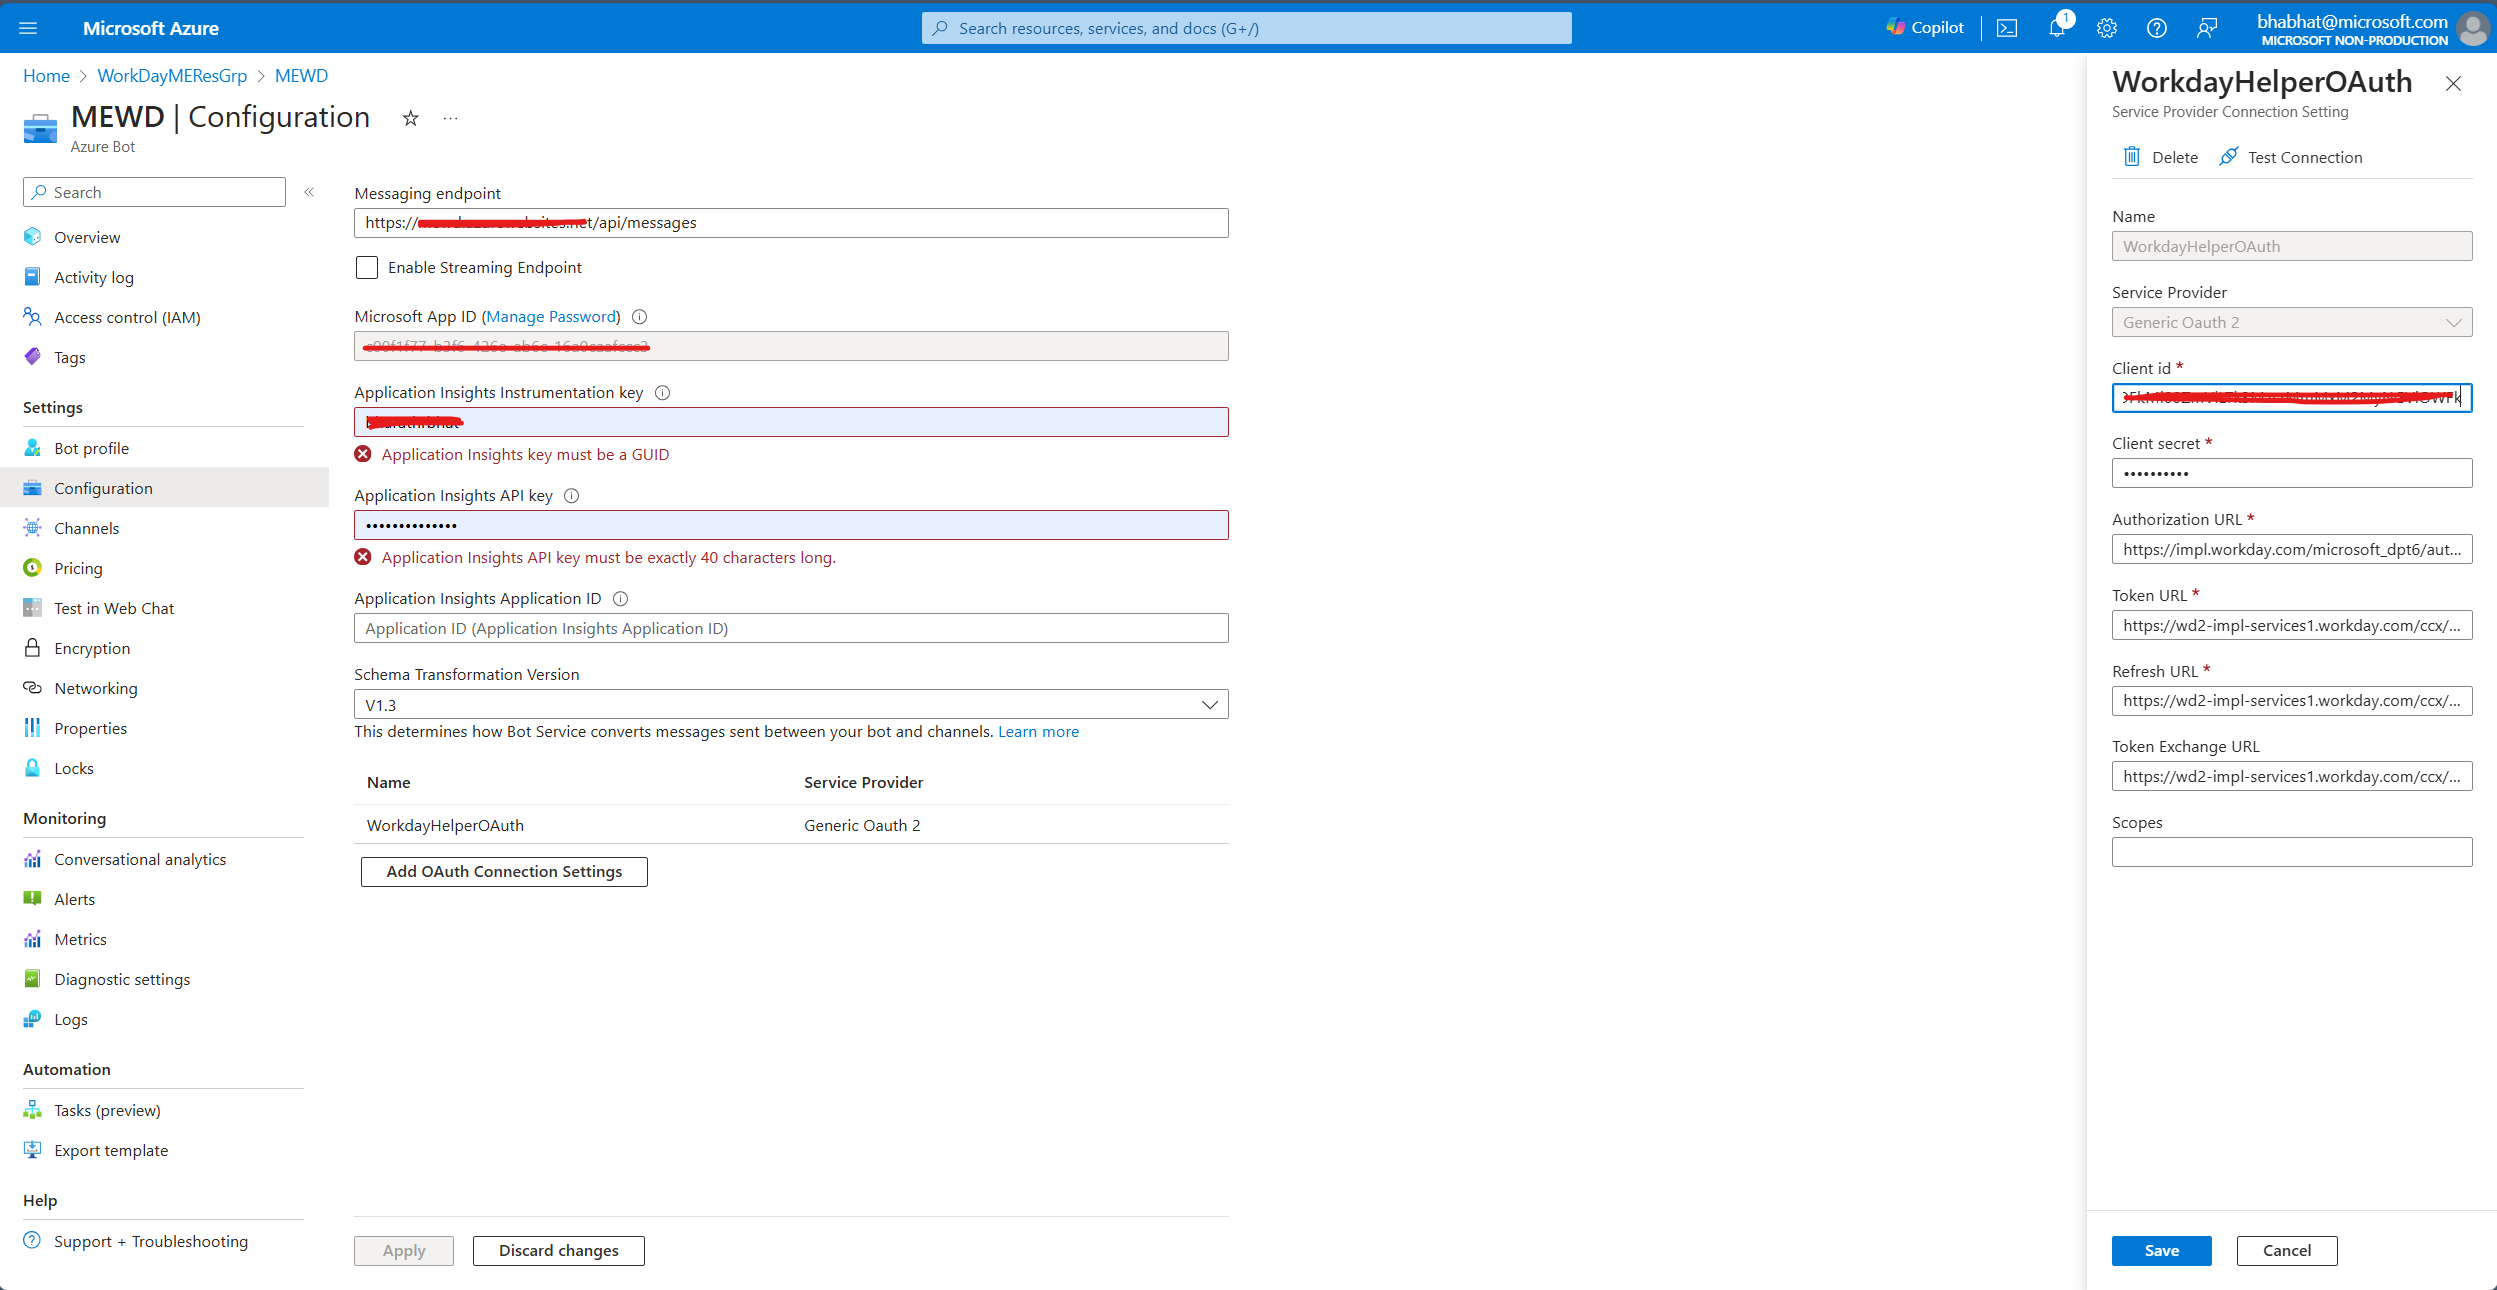 Microsoft Azure
Search resources, services, and docs (G+/)
Copilot
1
bhabhat@microsoft.com
MICROSOFT NON-PRODUCTION
Home > WorkDayMEResGrp > MEWD
MEWD | Configuration
Azure Bot
Search
Overview
Activity log
Access control (IAM)
Tags
Settings
Bot profile
Configuration
Channels
Pricing
Test in Web Chat
Encryption
Networking
Properties
Locks
Monitoring
Conversational analytics
Alerts
Metrics
Diagnostic settings
Logs
Automation
Tasks (preview)
Export template
Help
Support + Troubleshooting
Messaging endpoint
https:// /api/messages
Enable Streaming Endpoint
Microsoft App ID (Manage Password)
Application Insights Instrumentation key
Application Insights key must be a GUID
Application Insights API key
••••••••••••••
Application Insights API key must be exactly 40 characters long.
Application Insights Application ID
Application ID (Application Insights Application ID)
Schema Transformation Version
V1.3
This determines how Bot Service converts messages sent between your bot and channels. Learn more
Name Service Provider
WorkdayHelperOAuth Generic Oauth 2
Add OAuth Connection Settings
Apply Discard changes
WorkdayHelperOAuth
Service Provider Connection Setting
Delete Test Connection
Name
WorkdayHelperOAuth
Service Provider
Generic Oauth 2
Client id *
Client secret *
••••••••••
Authorization URL *
https://impl.workday.com/microsoft_dpt6/aut...
Token URL *
https://wd2-impl-services1.workday.com/ccx/...
Refresh URL *
https://wd2-impl-services1.workday.com/ccx/...
Token Exchange URL
https://wd2-impl-services1.workday.com/ccx/...
Scopes
Save Cancel